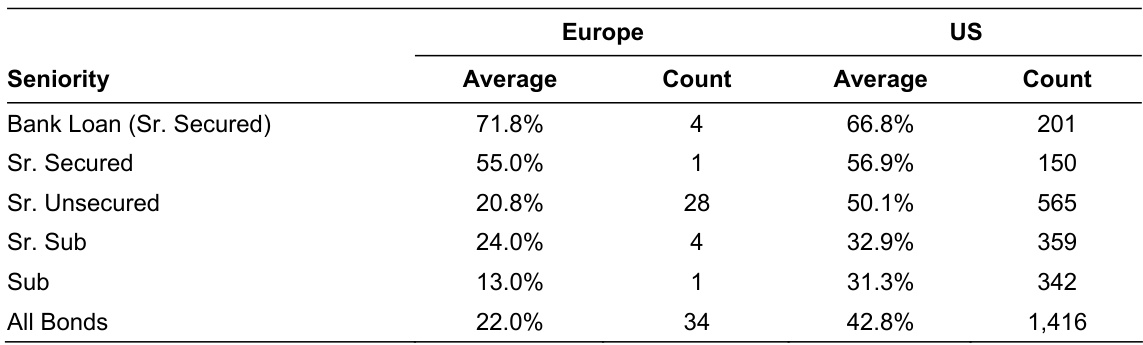 Europe US
Seniority Average Count Average Count
Bank Loan (Sr. Secured) 71.8% 4 66.8% 201
Sr. Secured 55.0% 1 56.9% 150
Sr. Unsecured 20.8% 28 50.1% 565
Sr. Sub 24.0% 4 32.9% 359
Sub 13.0% 1 31.3% 342
All Bonds 22.0% 34 42.8% 1,416